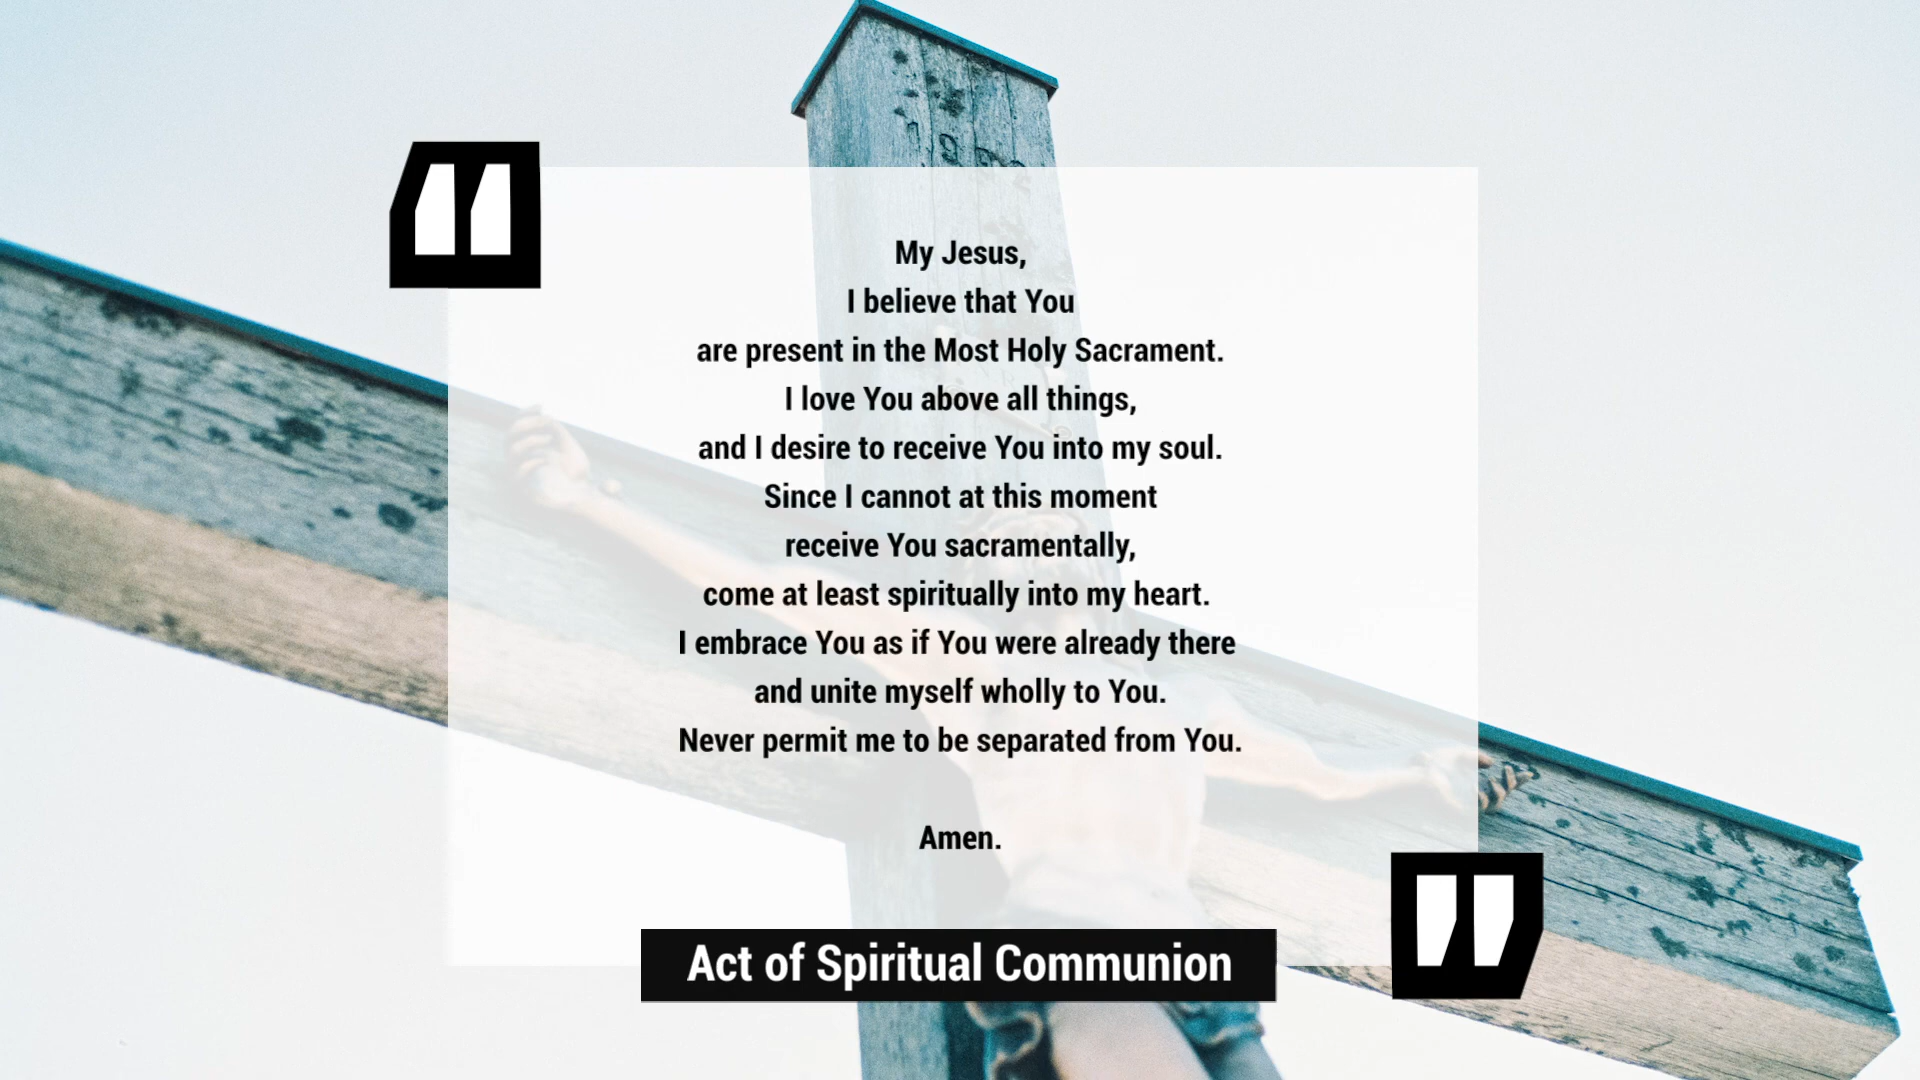 My Jesus,
I believe that You
are present in the Most Holy Sacrament.
I love You above all things,
and I desire to receive You into my soul.
Since I cannot at this moment
receive You sacramentally,
come at least spiritually into my heart.
I embrace You as if You were already there
and unite myself wholly to You.
Never permit me to be separated from You.
Amen.
Act of Spiritual Communion